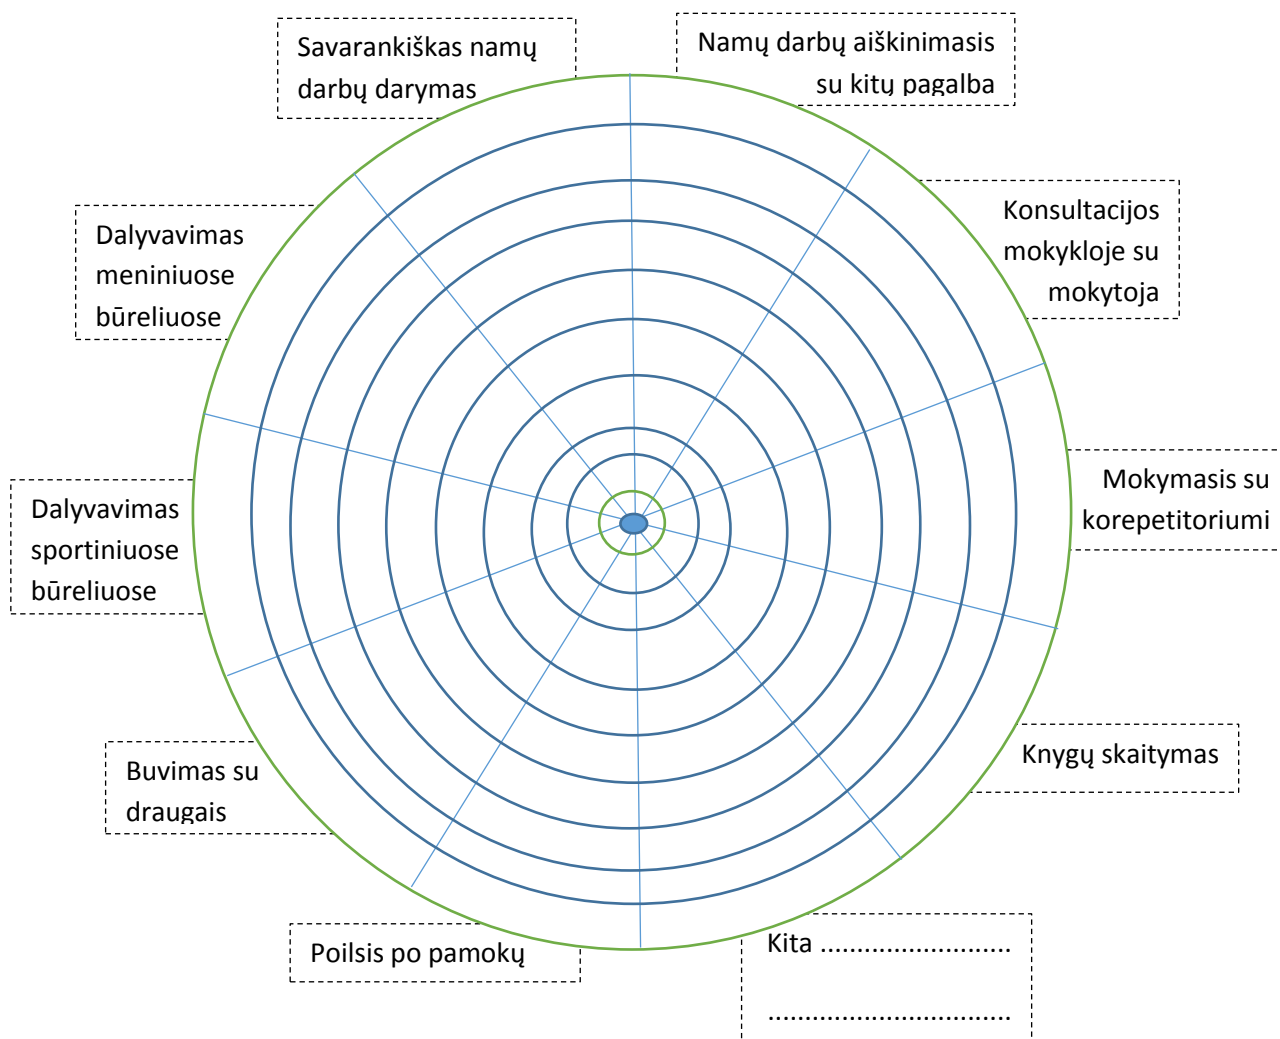 Savarankiškas namų
darbų darymas
Namų darbų aiškinimasis
su kitų pagalba
Dalyvavimas
meniniuose
būreliuose
Konsultacijos
mokykloje su
mokytoja
Dalyvavimas
sportiniuose
būreliuose
Mokymasis su
korepetitoriumi
Buvimas su
draugais
Knygų skaitymas
Poilsis po pamokų
Kita ..........................
.................................